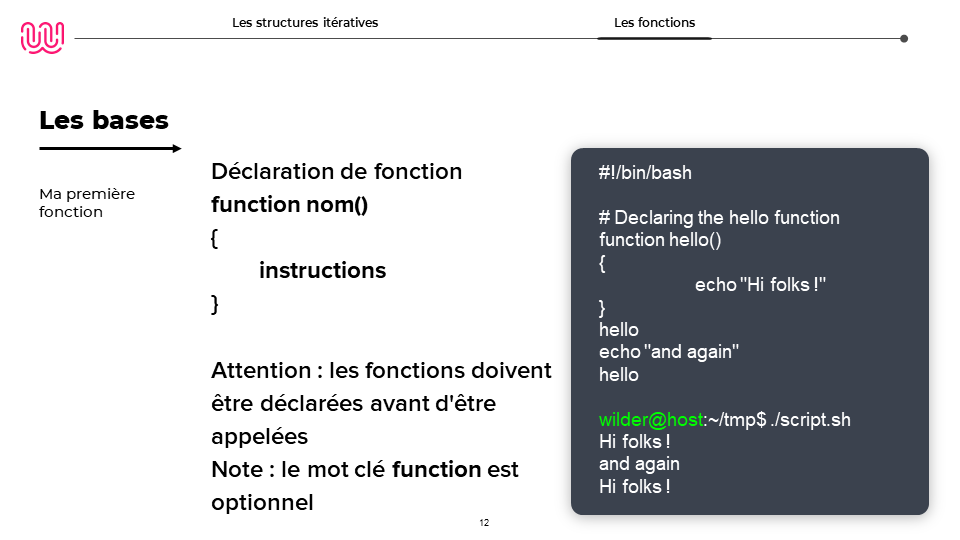 Les structures itératives
Les fonctions
Les bases
Ma première
fonction
Déclaration de fonction
function nom()
{
instructions
}
Attention : les fonctions doivent
être déclarées avant d'être
appelées
Note : le mot clé function est
optionnel
#!/bin/bash
# Declaring the hello function
function hello()
{
echo "Hi folks !"
}
hello
echo "and again"
hello
wilder@host:~/tmp$ ./script.sh
Hi folks !
and again
Hi folks !
12